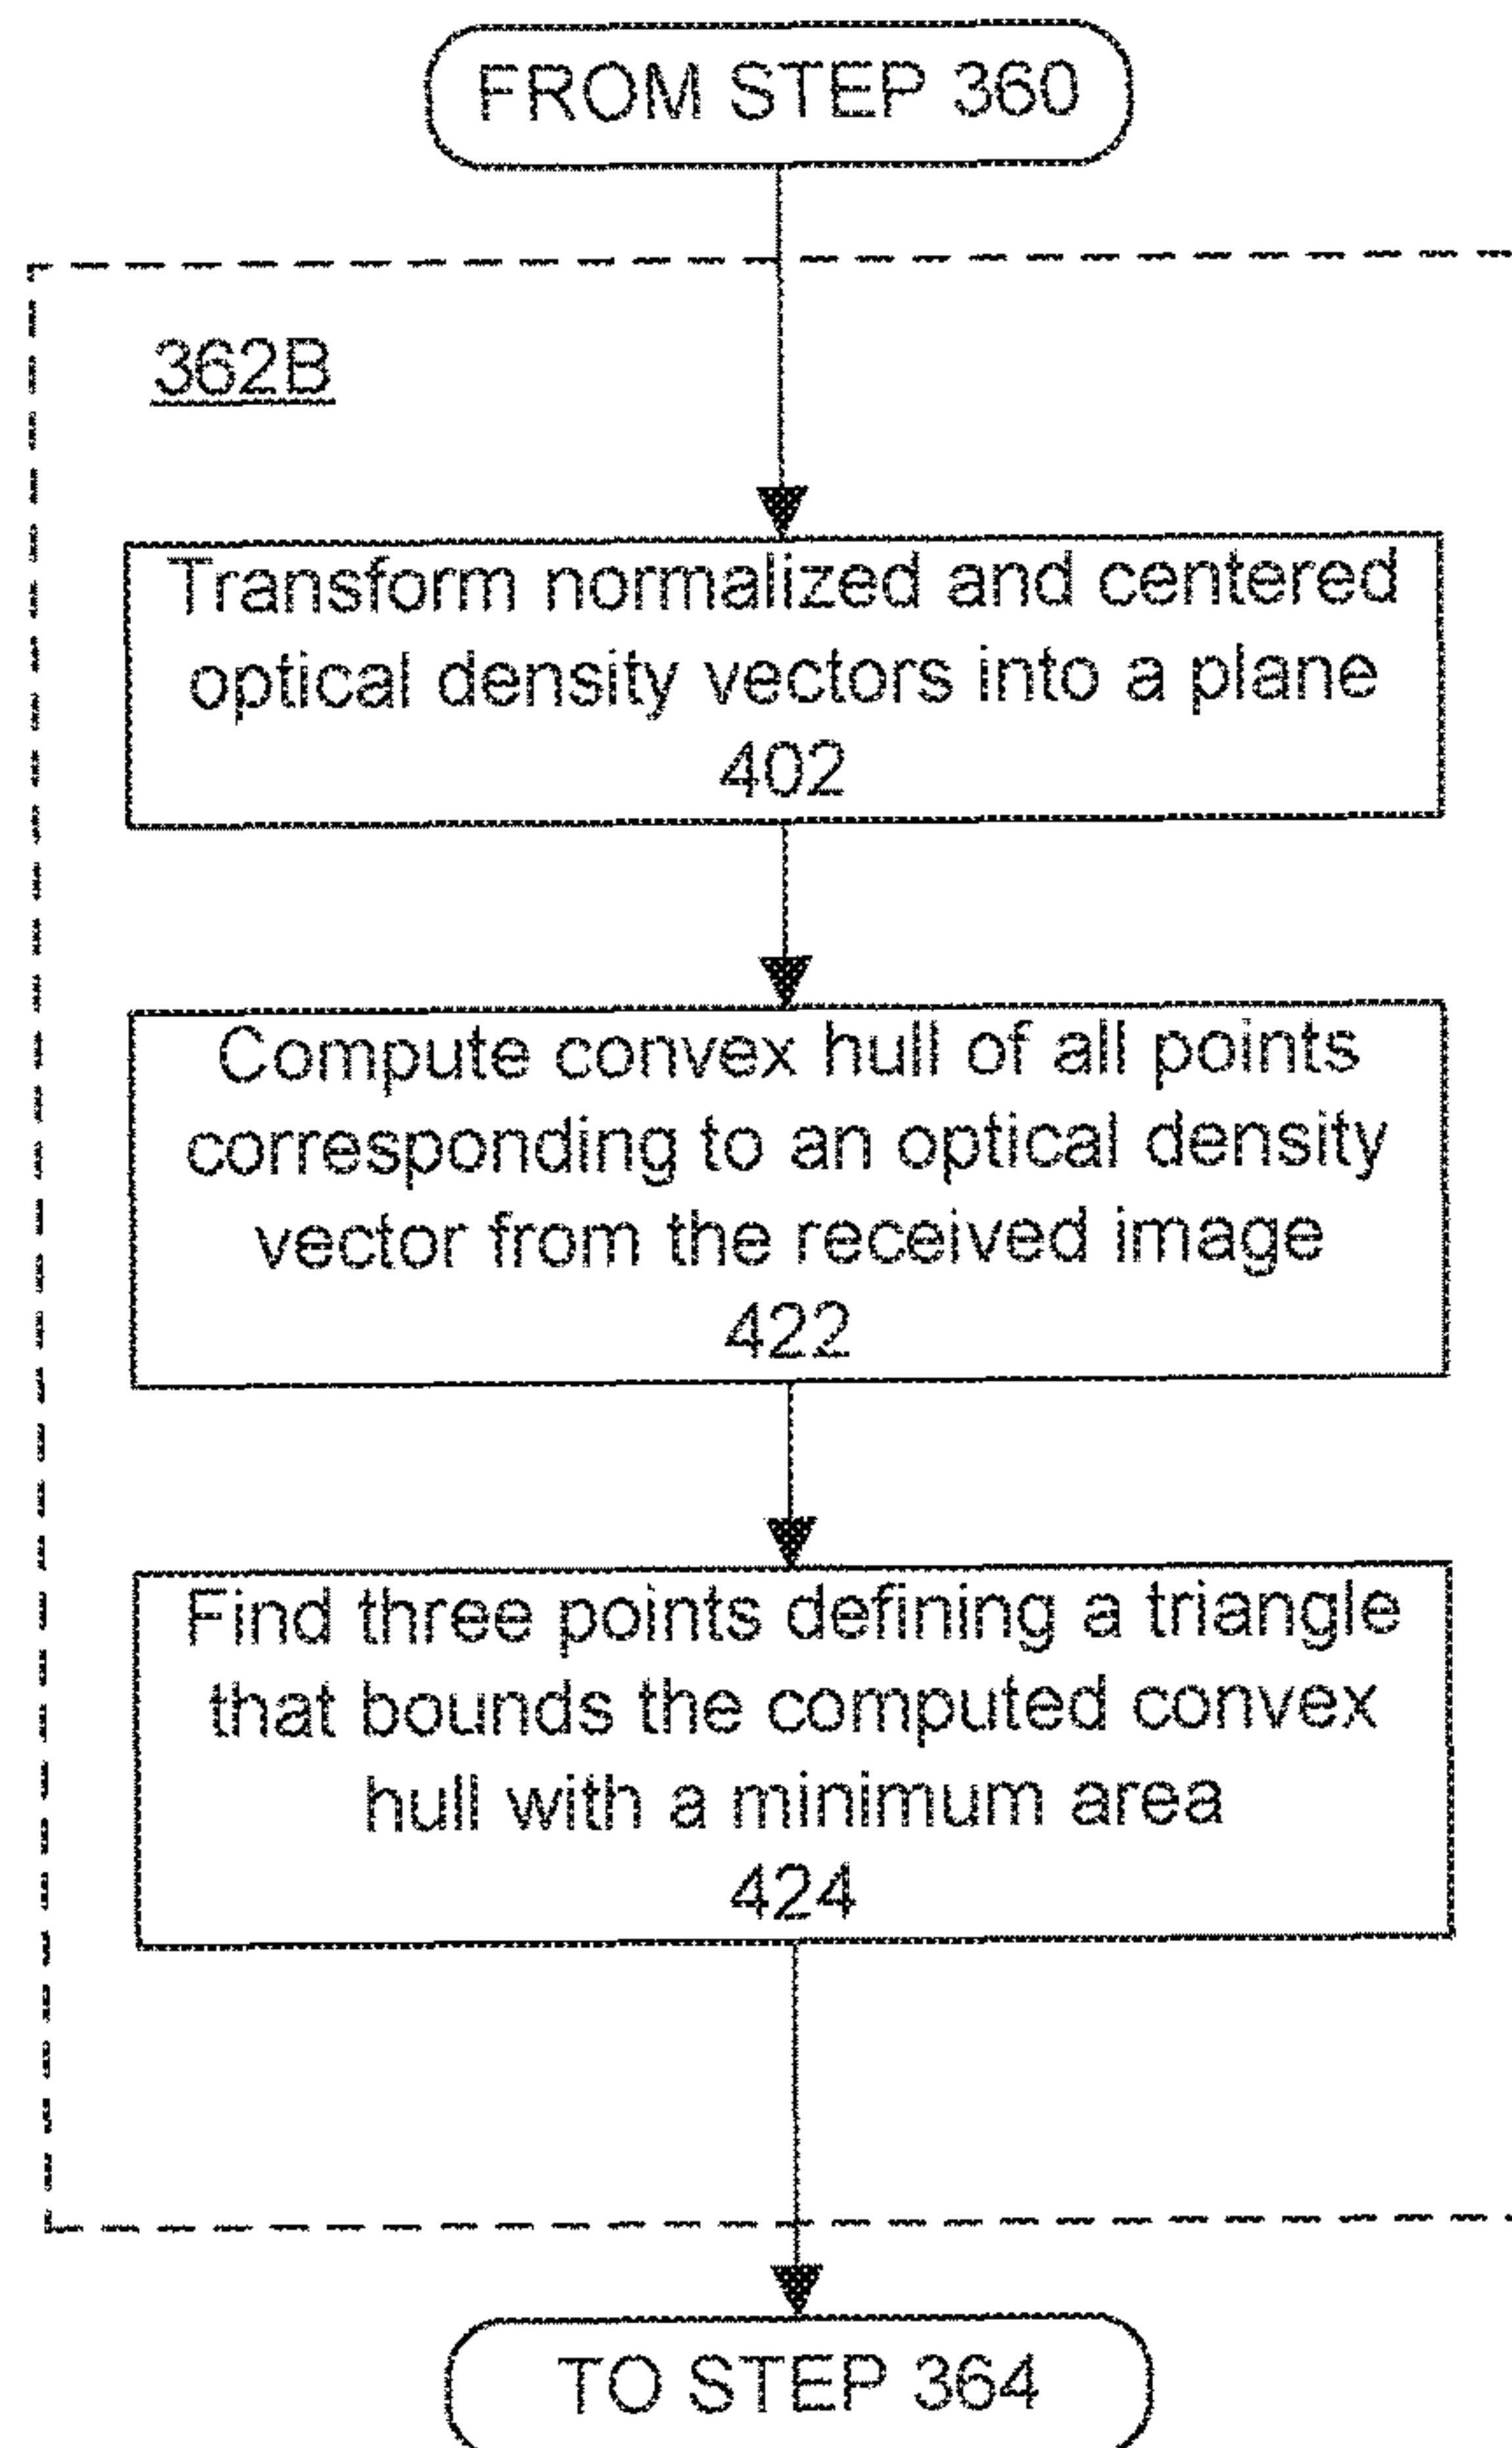 FROM STEP 360
362B
Transform normalized and centered
optical density vectors into a plane
402
Compute convex hull of all points
corresponding to an optical density
vector from the received image
422
Find three points defining a triangle
that bounds the computed convex
hull with a minimum area
424
TO STEP 364